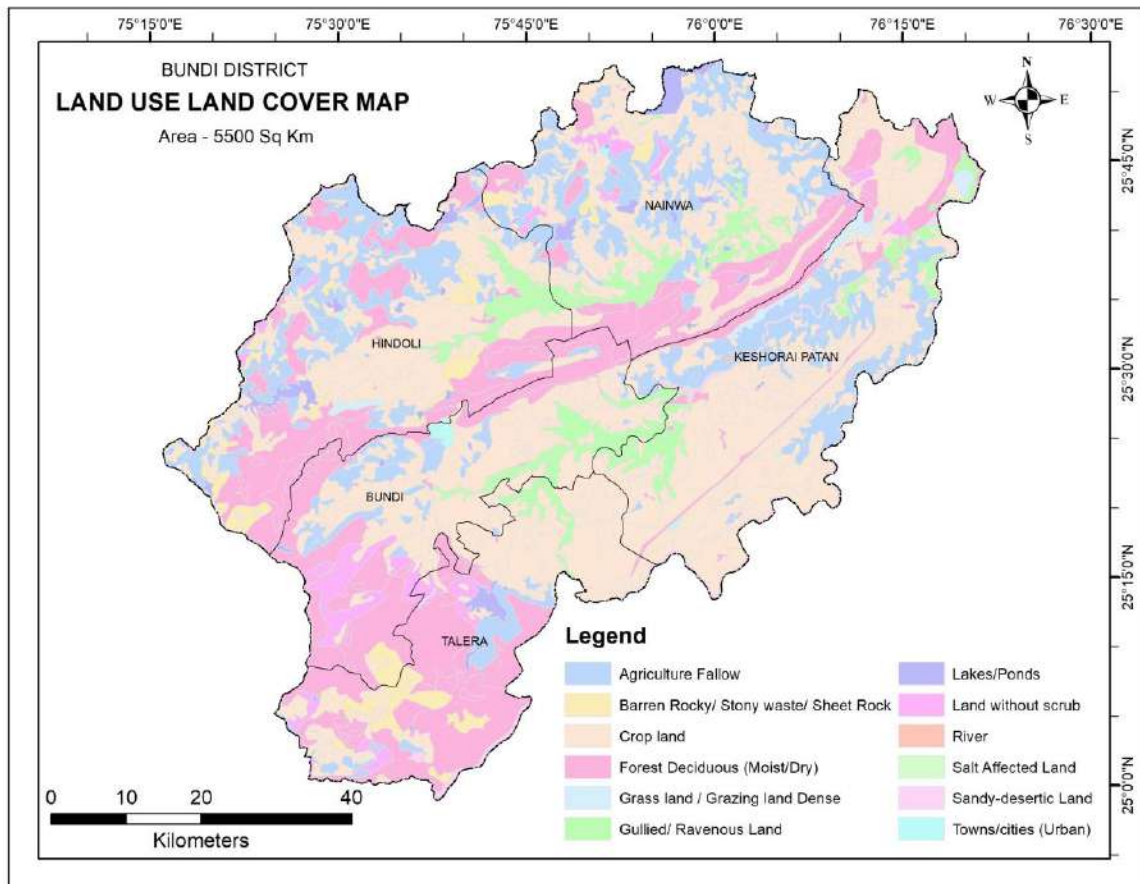 75°15'0"E 75°30'0"E 75°45'0"E 76°0'0"E 76°15'0"E 76°30'0"E
BUNDI DISTRICT
LAND USE LAND COVER MAP
Area - 5500 Sq Km
N
W E
S
25°45'0"N
NAINWA
HINDOLI
KESHORAI PATAN
25°30'0"N
BUNDI
25°15'0"N
TALERA
Legend
Agriculture Fallow
Barren Rocky/ Stony waste/ Sheet Rock
Crop land
Forest Deciduous (Moist/Dry)
Grass land / Grazing land Dense
Gullied/ Ravenous Land
Lakes/Ponds
Land without scrub
River
Salt Affected Land
Sandy-desertic Land
Towns/cities (Urban)
25°0'0"N
0 10 20 40
Kilometers